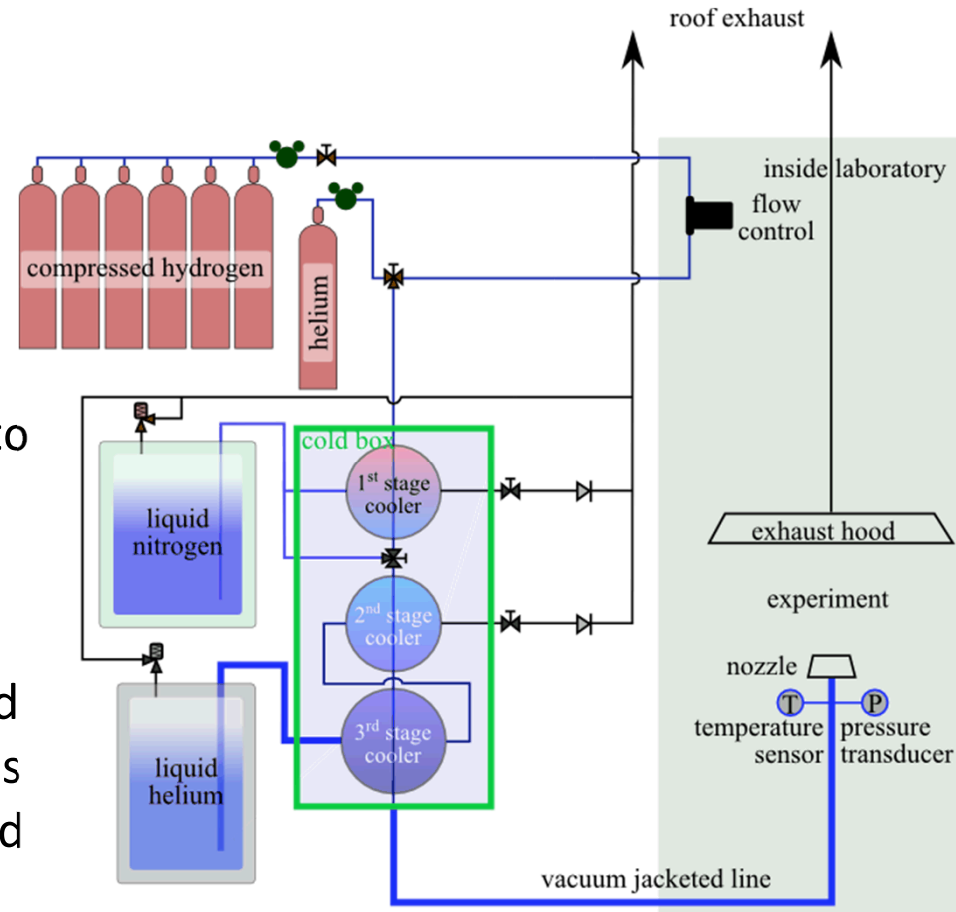 roof exhaust
inside laboratory
flow
control
compressed hydrogen
helium
to
cold box
1st stage
cooler
liquid
nitrogen
exhaust hood
2nd stage
cooler
experiment
nozzle
T
P
temperature
sensor
pressure
transducer
d
3rd stage
cooler
s
liquid
helium
d
vacuum jacketed line